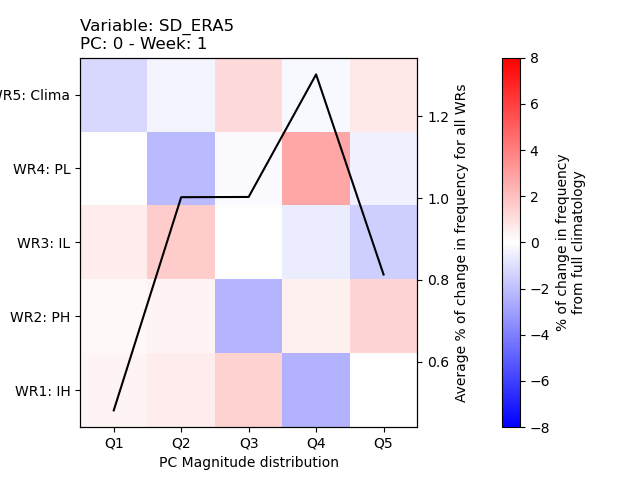 Variable: SD_ERA5
PC: 0 - Week: 1
WR5: Clima
WR4: PL
WR3: IL
WR2: PH
WR1: IH
Q1 Q2 Q3 Q4 Q5
PC Magnitude distribution
1.2
1.0
0.8
0.6
Average % of change in frequency for all WRs
8
6
4
2
0
−2
−4
−6
−8
% of change in frequency
from full climatology